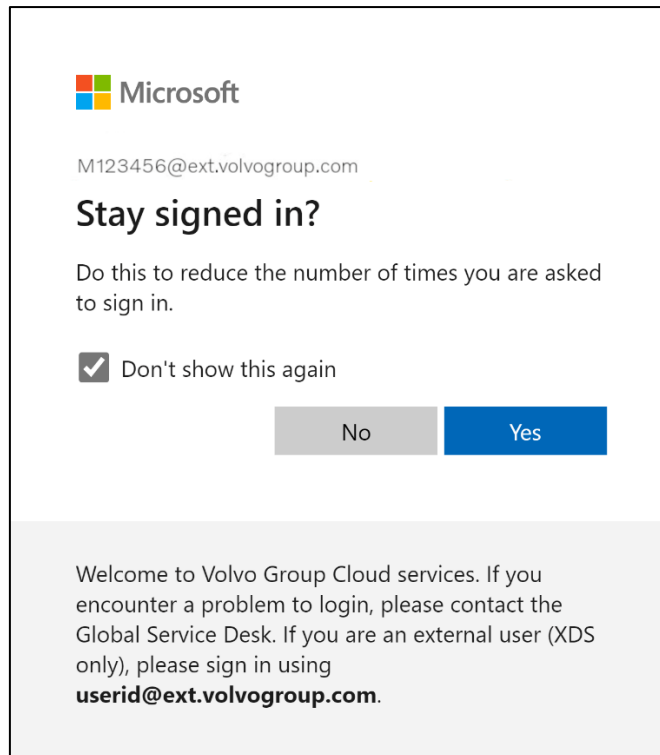 Microsoft
M123456@ext.volvogroup.com
Stay signed in?
Do this to reduce the number of times you are asked
to sign in.
Don't show this again
No
Yes
Welcome to Volvo Group Cloud services. If you
encounter a problem to login, please contact the
Global Service Desk. If you are an external user (XDS
only), please sign in using
userid@ext.volvogroup.com.